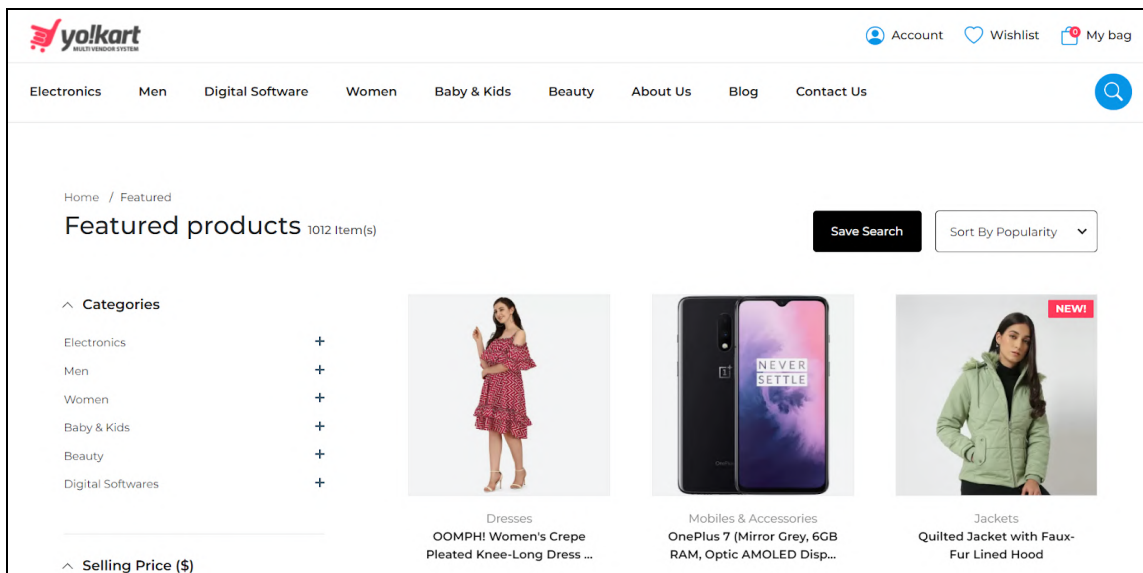 yo!kart
MULTI VENDOR SYSTEM
Account Wishlist 0 My bag
Electronics Men Digital Software Women Baby & Kids Beauty About Us Blog Contact Us
Home / Featured
Featured products 1012 Item(s)
Save Search
Sort By Popularity
Categories
Electronics +
Men +
Women +
Baby & Kids +
Beauty +
Digital Softwares +
Selling Price ($)
Dresses
OOMPH! Women's Crepe
Pleated Knee-Long Dress ...
NEVER
SETTLE
Mobiles & Accessories
OnePlus 7 (Mirror Grey, 6GB
RAM, Optic AMOLED Disp...
NEW!
Jackets
Quilted Jacket with Faux-
Fur Lined Hood